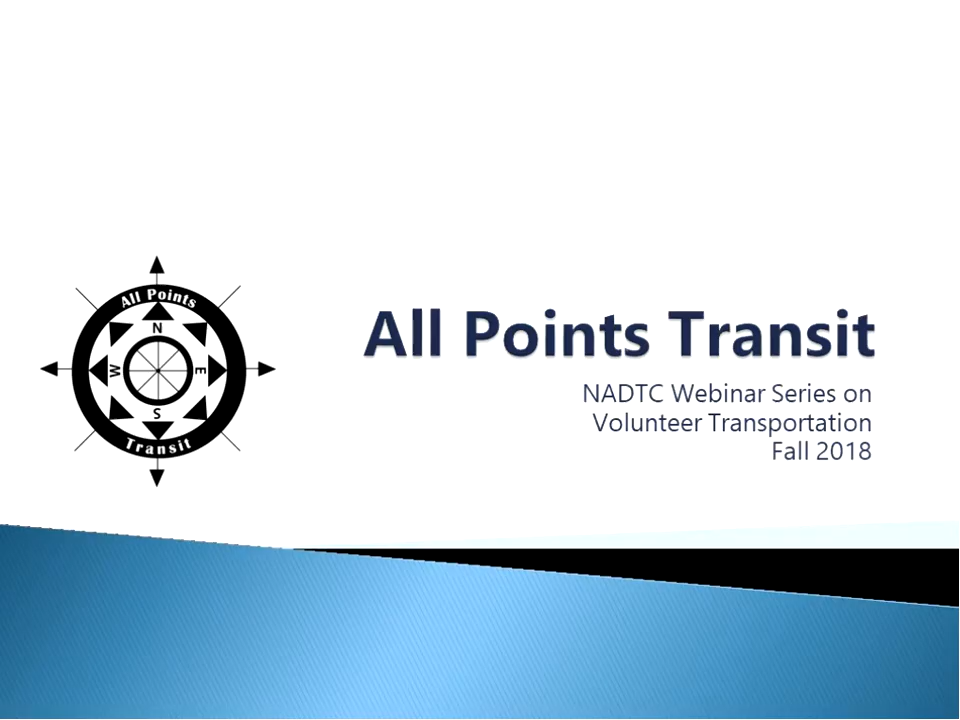 All Points
N
W
E
S
Transit
All Points Transit
NADTC Webinar Series on
Volunteer Transportation
Fall 2018